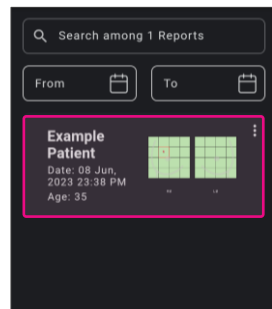 Search among 1 Reports
From
To
Example
Patient
Date: 08 Jun,
2023 23:38 PM
Age: 35